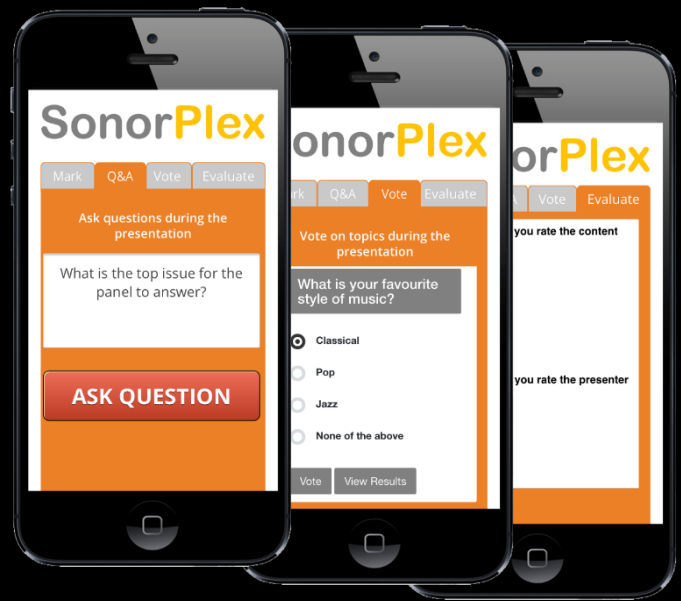 SonorPlex
Mark Q&A Vote Evaluate
Ask questions during the
presentation
What is the top issue for the
panel to answer?
ASK QUESTION
onorPlex
rk Q&A Vote Evaluate
Vote on topics during the
presentation
What is your favourite
style of music?
Classical
Pop
Jazz
None of the above
Vote View Results
orPlex
A Vote Evaluate
you rate the content
you rate the presenter